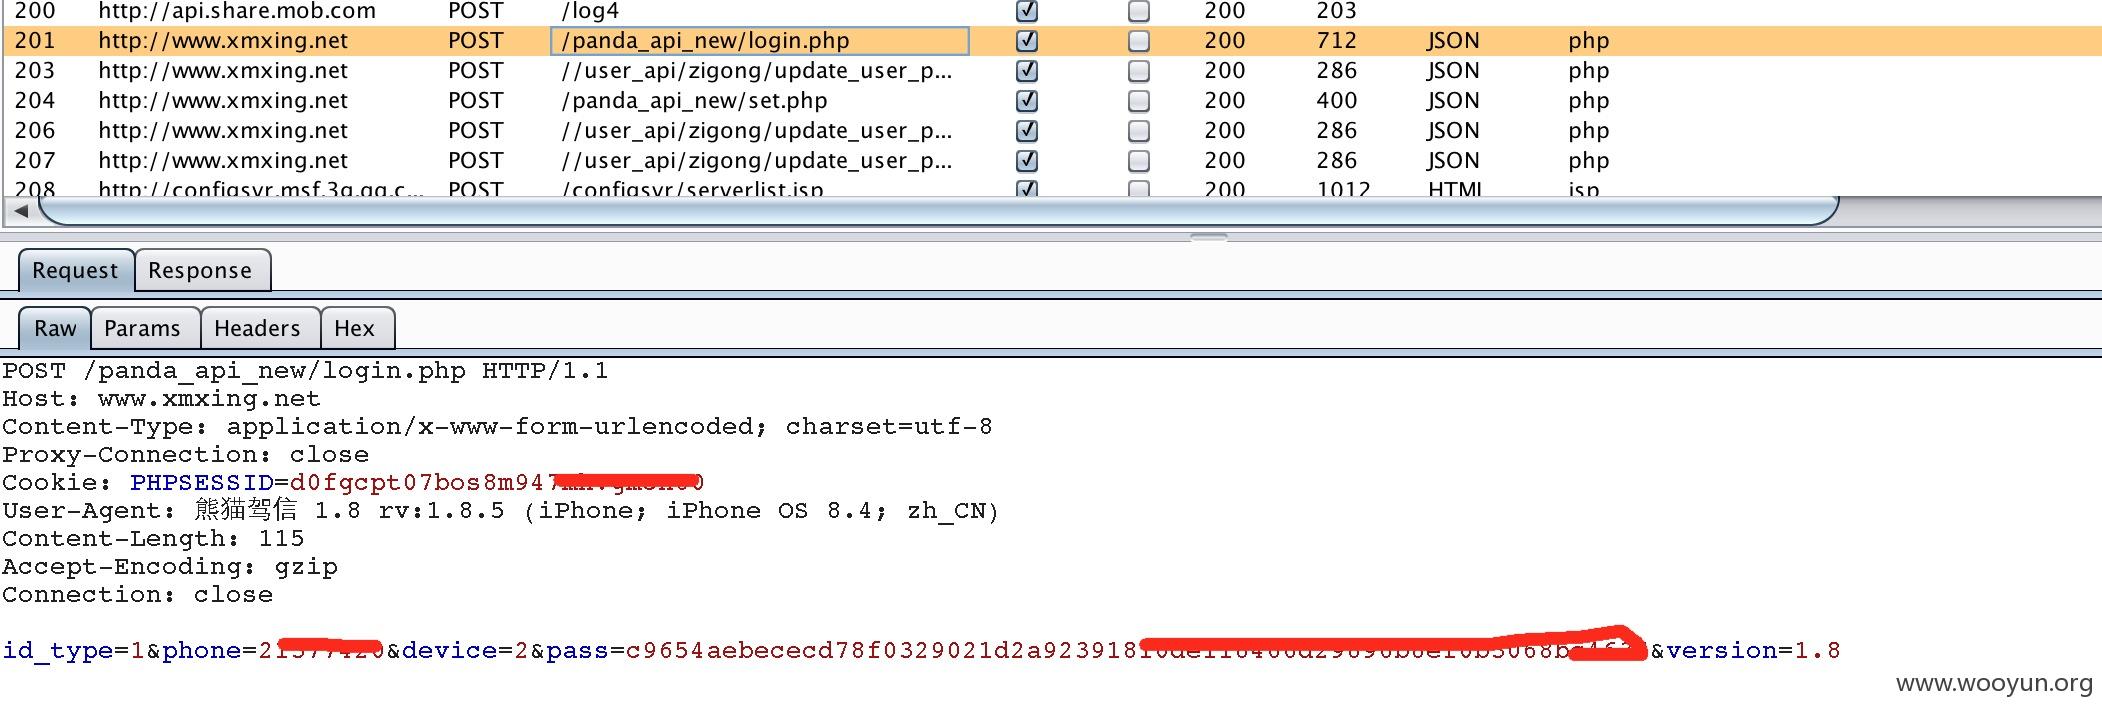 200 http://api.share.mob.com POST /log4 200 203
201 http://www.xmxing.net POST /panda_api_new/login.php 200 712 JSON php
203 http://www.xmxing.net POST //user_api/zigong/update_user_p... 200 286 JSON php
204 http://www.xmxing.net POST /panda_api_new/set.php 200 400 JSON php
206 http://www.xmxing.net POST //user_api/zigong/update_user_p... 200 286 JSON php
207 http://www.xmxing.net POST //user_api/zigong/update_user_p... 200 286 JSON php
208 http://configsvr.msf.3g.qq.c... POST /configsvr/serverlist.jsp 200 1012 HTML jsp
Request Response
Raw Params Headers Hex
POST /panda_api_new/login.php HTTP/1.1
Host: www.xmxing.net
Content-Type: application/x-www-form-urlencoded; charset=utf-8
Proxy-Connection: close
Cookie: PHPSESSID=d0fgcpt07bos8m947
User-Agent: 熊猫驾信 1.8 rv:1.8.5 (iPhone; iPhone OS 8.4; zh_CN)
Content-Length: 115
Accept-Encoding: gzip
Connection: close
id_type=1&phone=2 &device=2&pass=c9654aebececd78f0329021d2a923918 &version=1.8
www.wooyun.org